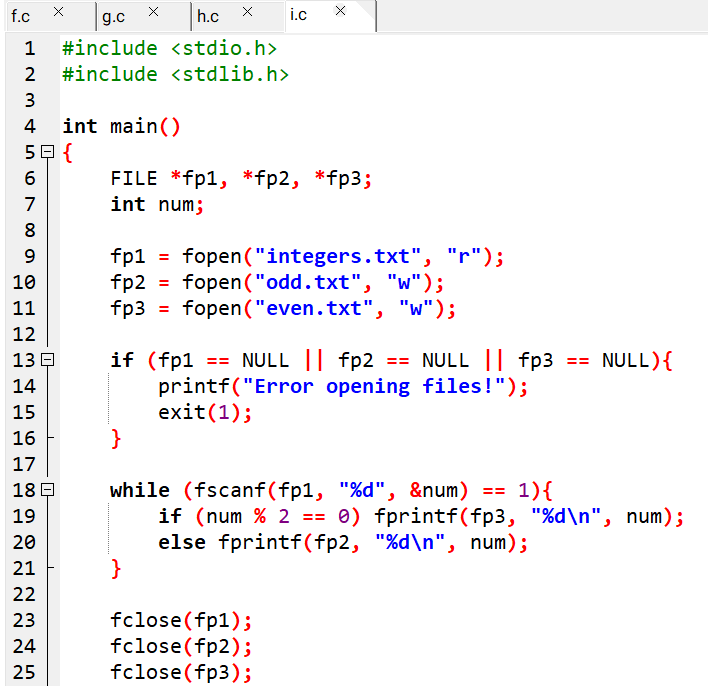 f.c × g.c × h.c × i.c ×
1 #include <stdio.h>
2 #include <stdlib.h>
3
4 int main()
5 {
6     FILE *fp1, *fp2, *fp3;
7     int num;
8
9     fp1 = fopen("integers.txt", "r");
10     fp2 = fopen("odd.txt", "w");
11     fp3 = fopen("even.txt", "w");
12
13     if (fp1 == NULL || fp2 == NULL || fp3 == NULL){
14         printf("Error opening files!");
15         exit(1);
16     }
17
18     while (fscanf(fp1, "%d", &num) == 1){
19         if (num % 2 == 0) fprintf(fp3, "%d\n", num);
20         else fprintf(fp2, "%d\n", num);
21     }
22
23     fclose(fp1);
24     fclose(fp2);
25     fclose(fp3);